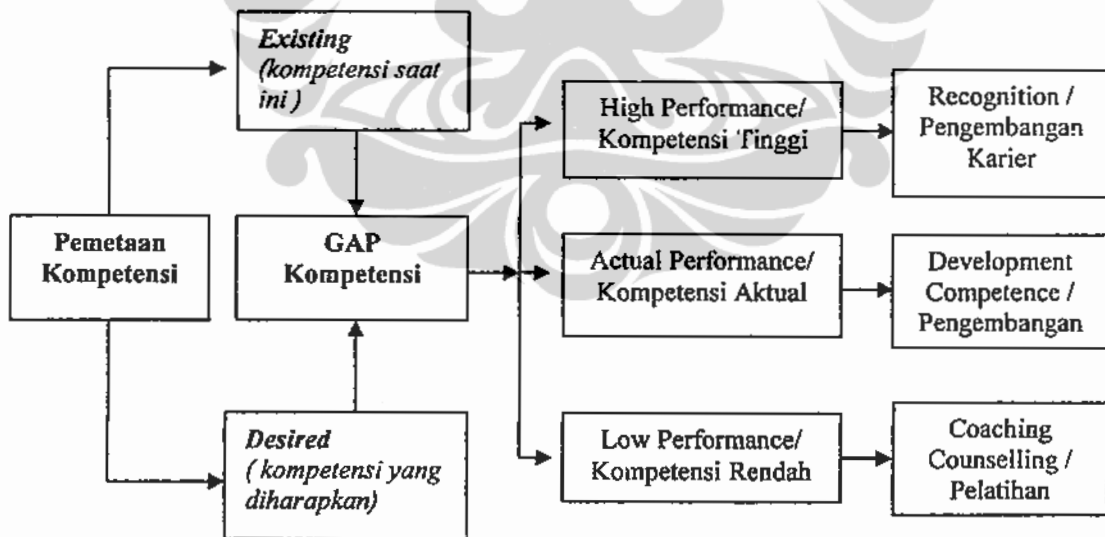 Existing
(kompetensi saat
ini )
High Performance/
Kompetensi Tinggi
Recognition /
Pengembangan
Karier
Pemetaan
Kompetensi
GAP
Kompetensi
Actual Performance/
Kompetensi Aktual
Development
Competence /
Pengembangan
Desired
( kompetensi yang
diharapkan)
Low Performance/
Kompetensi Rendah
Coaching
Counselling /
Pelatihan